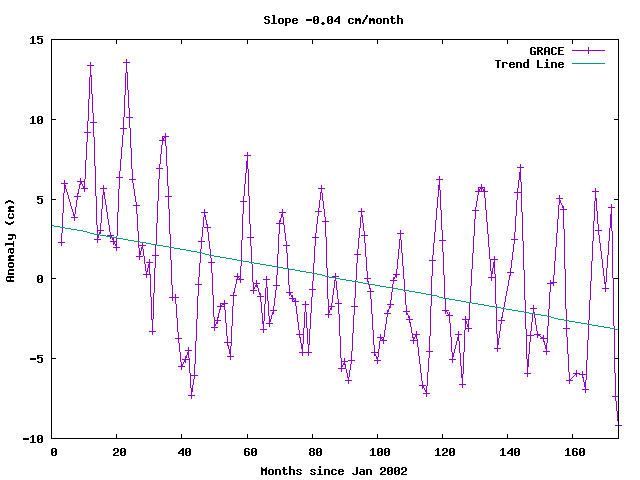 Slope -0.04 cm/month
15
GRACE
Trend Line
10
5
0
-5
-10
Anomaly (cm)
0 20 40 60 80 100 120 140 160
Months since Jan 2002